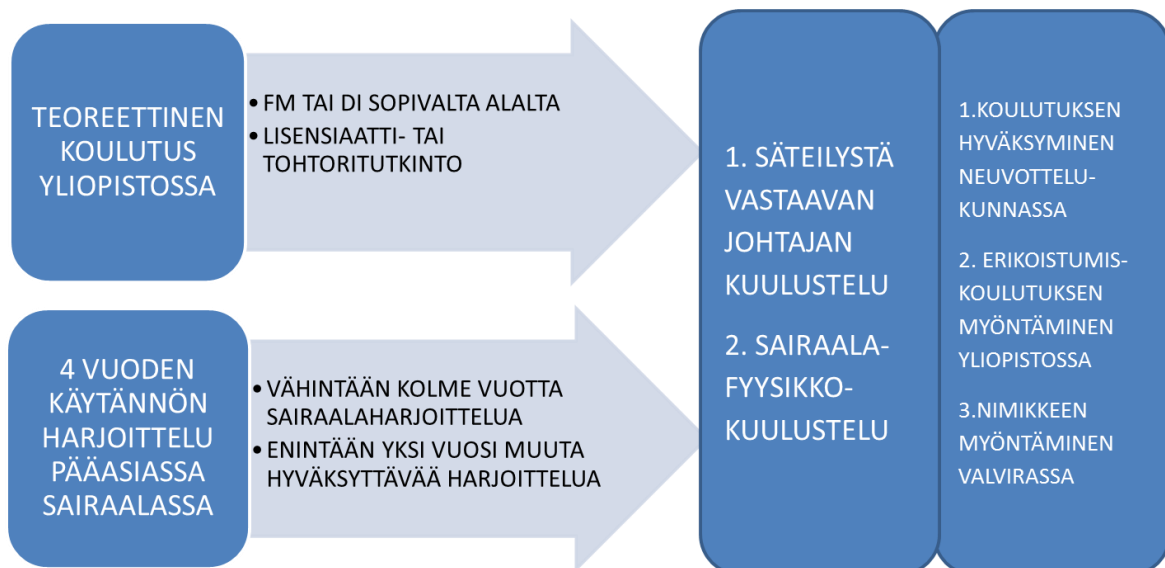 TEOREETTINEN
KOULUTUS
YLIOPISTOSSA
• FM TAI DI SOPIVALTA ALALTA
• LISENSIAATTI- TAI
TOHTORITUTKINTO
4 VUODEN
KÄYTÄNNÖN
HARJOITTELU
PÄÄASIASSA
SAIRAALASSA
• VÄHINTÄÄN KOLME VUOTTA
SAIRAALAHARJOITTELUA
• ENINTÄÄN YKSI VUOSI MUUTA
HYVÄKSYTTÄVÄÄ HARJOITTELUA
1. SÄTEILYSTÄ
VASTAAVAN
JOHTAJAN
KUULUSTELU
2. SAIRAALA-
FYYSIKKO-
KUULUSTELU
1.KOULUTUKSEN
HYVÄKSYMINEN
NEUVOTTELU-
KUNNASSA
2. ERIKOISTUMIS-
KOULUTUKSEN
MYÖNTÄMINEN
YLIOPISTOSSA
3.NIMIKKEEN
MYÖNTÄMINEN
VALVIRASSA